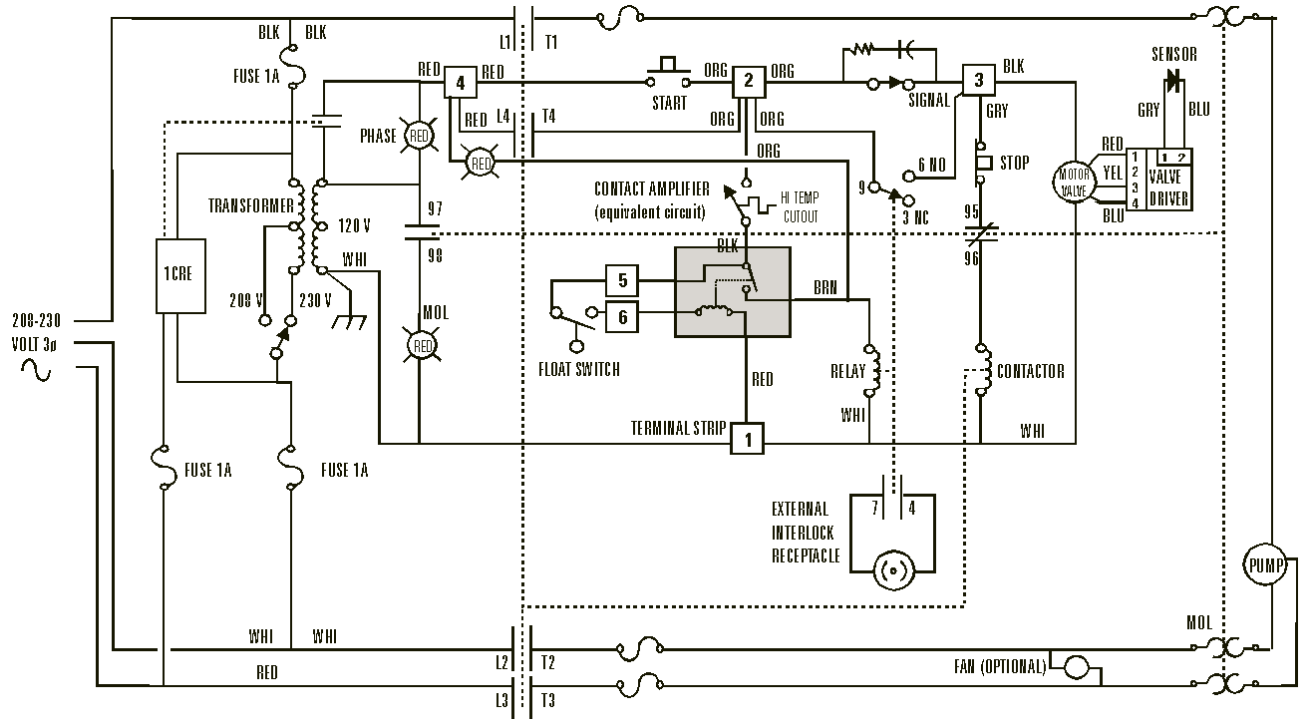 BLK BLK
L1 T1
FUSE 1A
RED 4 RED
START
ORG 2 ORG
SIGNAL
3 BLK
SENSOR
GRY BLU
PHASE RED
RED L4 T4
RED
ORG ORG
ORG
GRY
STOP
6 NO
9
3 NC
MOTOR
VALVE
RED
YEL
BLU
1
2
3
4
1 2
VALVE
DRIVER
CONTACT AMPLIFIER
(equivalent circuit)
HI TEMP
CUTOUT
TRANSFORMER
120 V
97
98
95
96
WHI
1CRE
208 V 230 V
BLK
5
6
BRN
208-230
VOLT 3ø
MOL
RED
FLOAT SWITCH
RED
RELAY
CONTACTOR
WHI
TERMINAL STRIP 1
WHI
FUSE 1A
FUSE 1A
EXTERNAL
INTERLOCK
RECEPTACLE
7 4
PUMP
WHI WHI
L2 T2
MOL
RED
FAN (OPTIONAL)
L3 T3